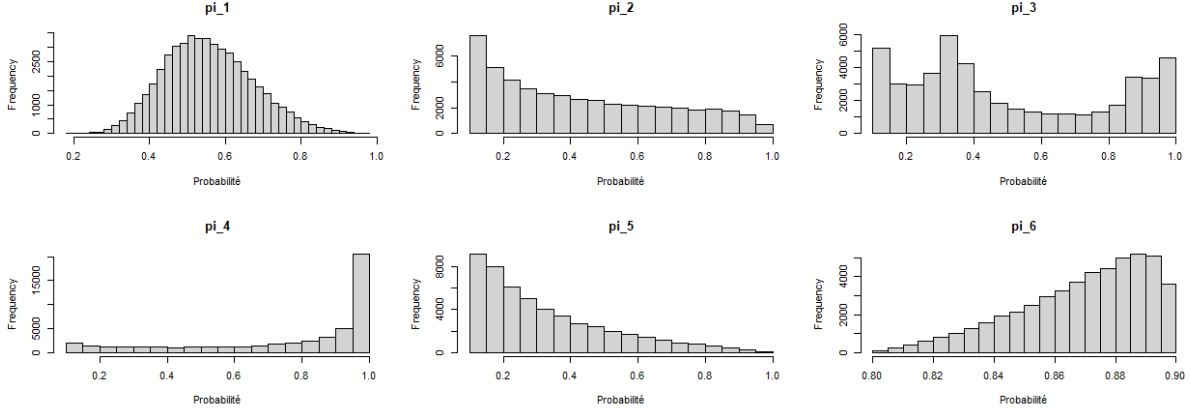 pi_1
Frequency
0 1000 2500
0.2 0.4 0.6 0.8 1.0
Probabilité
pi_2
Frequency
0 2000 6000
0.2 0.4 0.6 0.8 1.0
Probabilité
pi_3
Frequency
0 2000 4000 6000
0.2 0.4 0.6 0.8 1.0
Probabilité
pi_4
Frequency
0 5000 15000
0.2 0.4 0.6 0.8 1.0
Probabilité
pi_5
Frequency
0 4000 8000
0.2 0.4 0.6 0.8 1.0
Probabilité
pi_6
Frequency
0 2000 4000
0.80 0.82 0.84 0.86 0.88 0.90
Probabilité